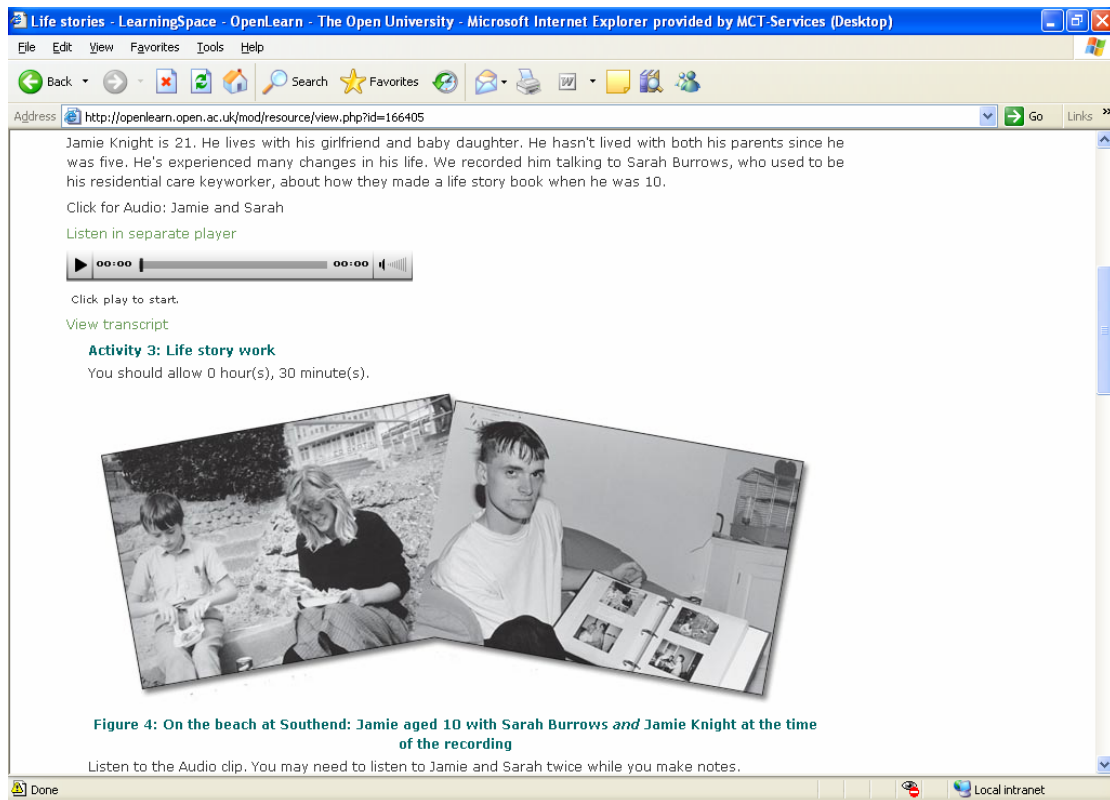 Life stories - LearningSpace - OpenLearn - The Open University - Microsoft Internet Explorer provided by MCT-Services (Desktop)
File Edit View Favorites Tools Help
Back Search Favorites
Address http://openlearn.open.ac.uk/mod/resource/view.php?id=166405 Go Links »
Jamie Knight is 21. He lives with his girlfriend and baby daughter. He hasn't lived with both his parents since he
was five. He's experienced many changes in his life. We recorded him talking to Sarah Burrows, who used to be
his residential care keyworker, about how they made a life story book when he was 10.
Click for Audio: Jamie and Sarah
Listen in separate player
00:00 00:00
Click play to start.
View transcript
Activity 3: Life story work
You should allow 0 hour(s), 30 minute(s).
Figure 4: On the beach at Southend: Jamie aged 10 with Sarah Burrows and Jamie Knight at the time
of the recording
Listen to the Audio clip. You may need to listen to Jamie and Sarah twice while you make notes.
Done Local intranet